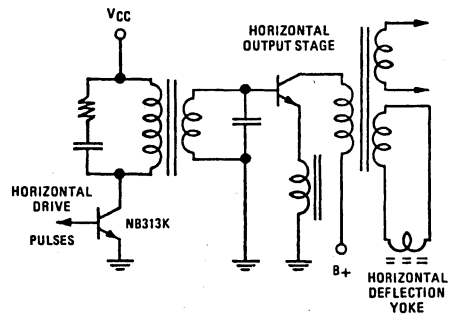 VCC
HORIZONTAL
OUTPUT STAGE
HORIZONTAL
DRIVE
PULSES
NB313K
B+
HORIZONTAL
DEFLECTION
YOKE